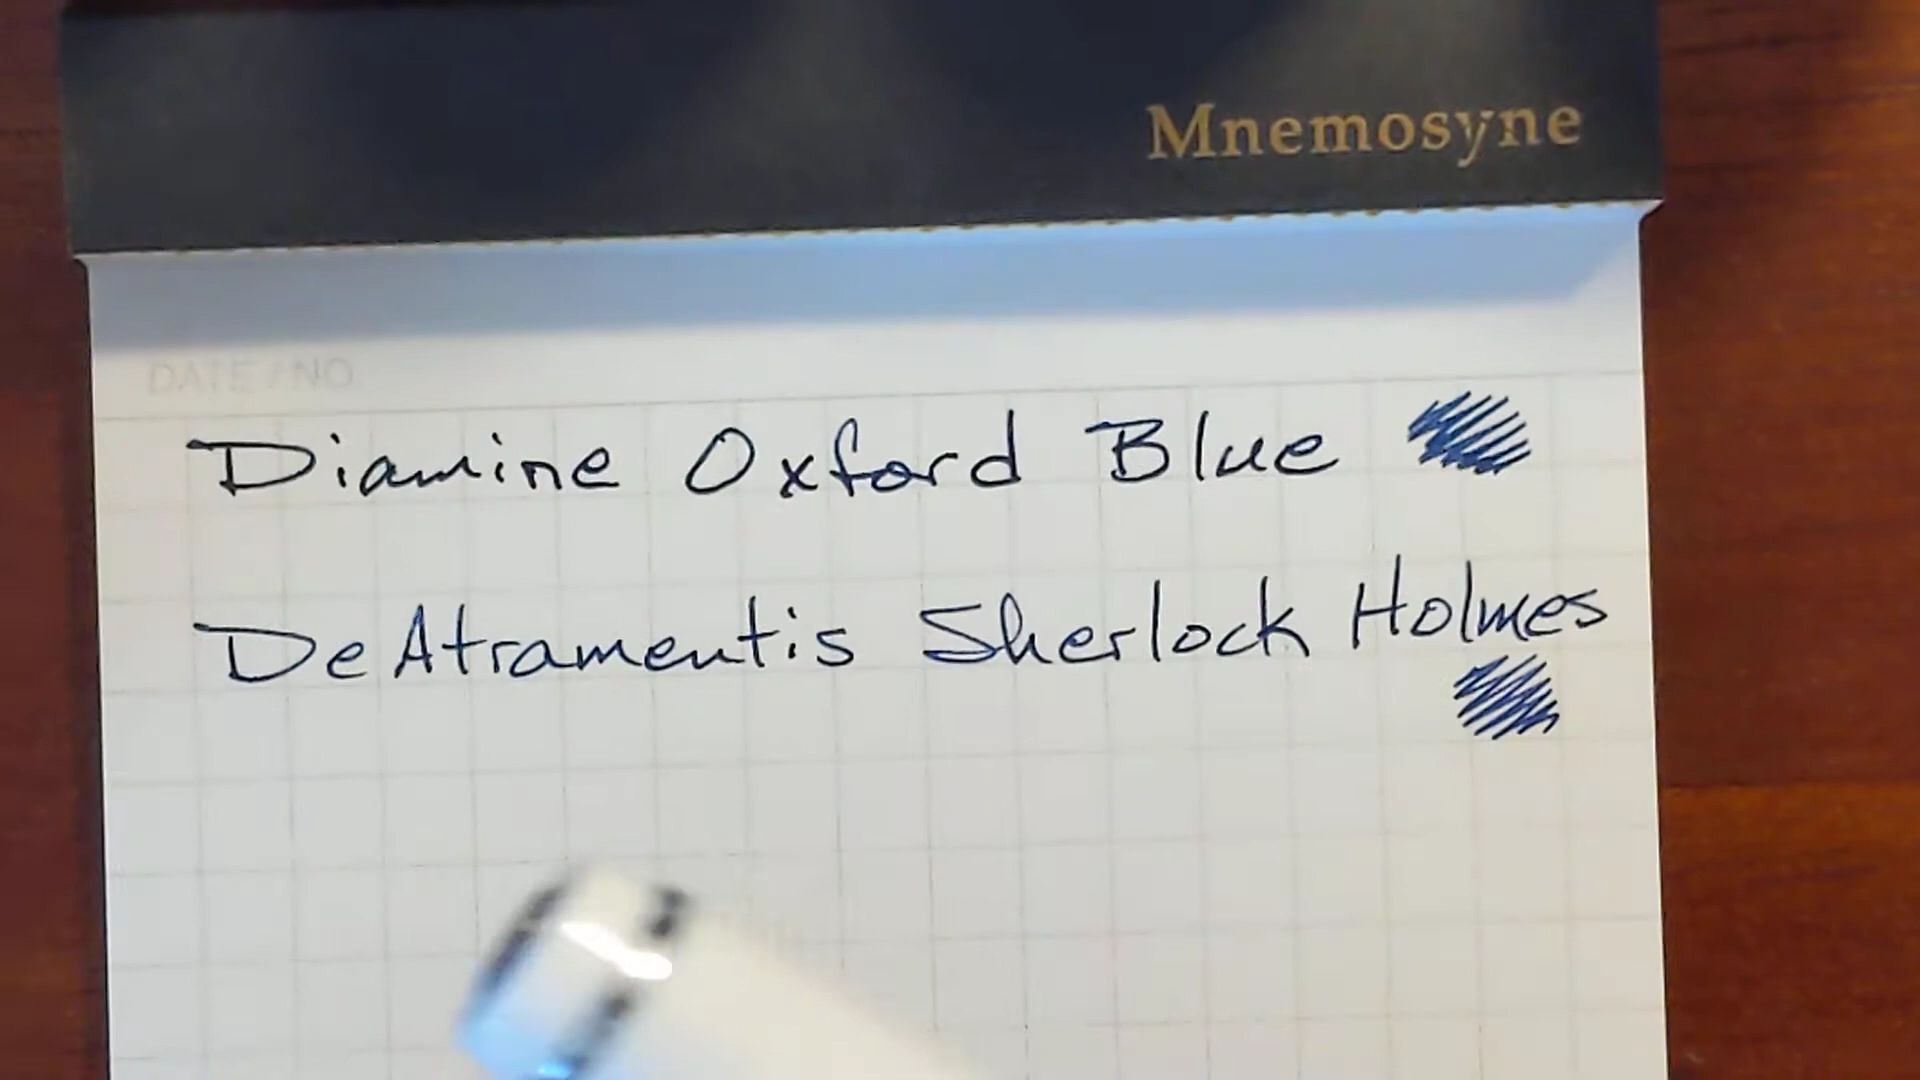 Mnemosyne
DATE / NO.
Diamine Oxford Blue
DeAtramentis Sherlock Holmes